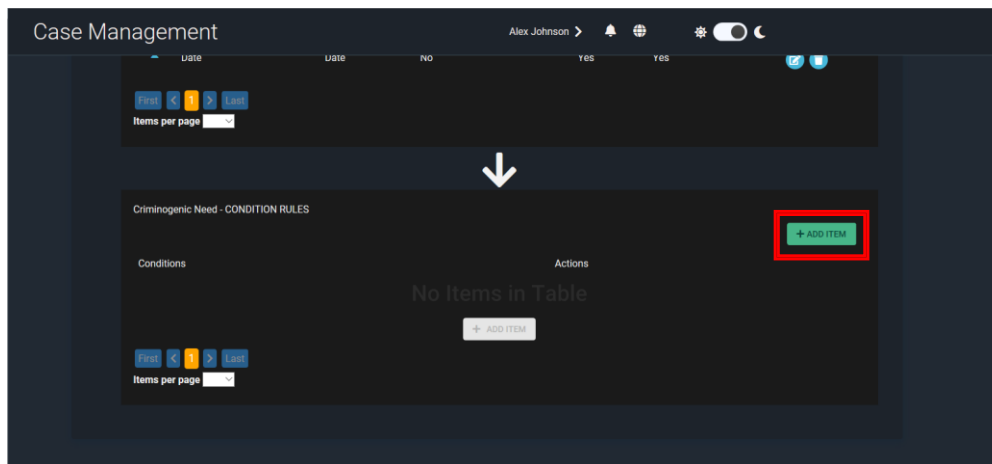 Case Management
Alex Johnson
Date Date No Yes Yes
First < 1 > Last
Items per page
Criminogenic Need - CONDITION RULES
+ ADD ITEM
Conditions Actions
No Items in Table
+ ADD ITEM
First < 1 > Last
Items per page